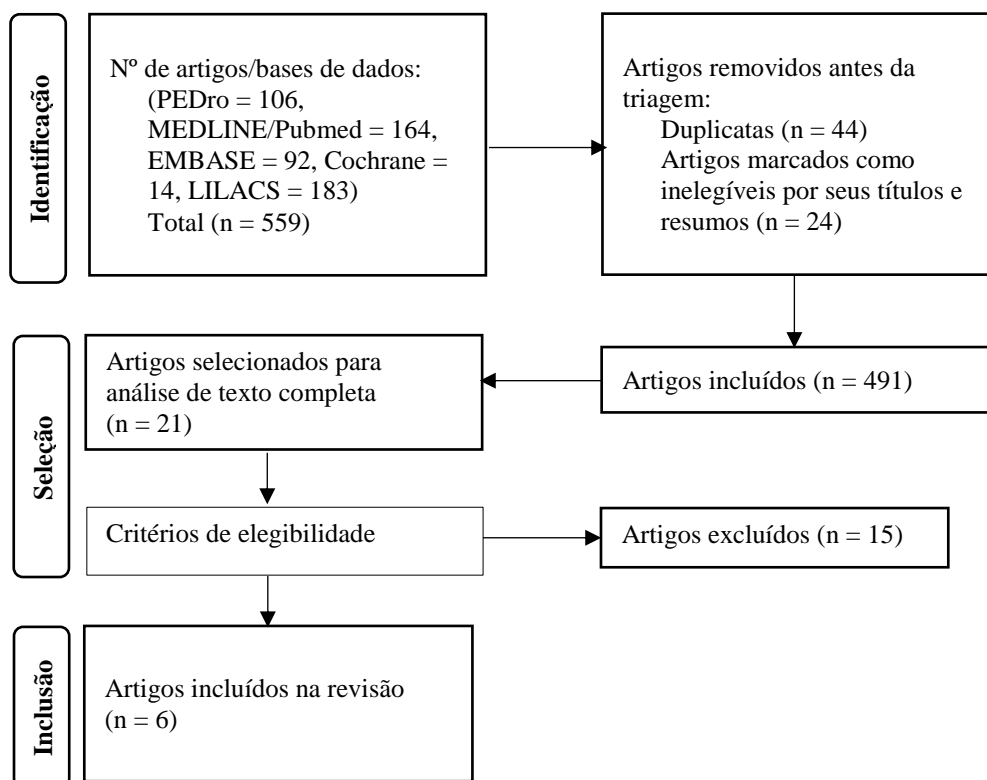 Identificação
Nº de artigos/bases de dados:
(PEDro = 106,
MEDLINE/Pubmed = 164,
EMBASE = 92, Cochrane =
14, LILACS = 183)
Total (n = 559)
Artigos removidos antes da
triagem:
Duplicatas (n = 44)
Artigos marcados como
inelegíveis por seus títulos e
resumos (n = 24)
Seleção
Artigos selecionados para
análise de texto completa
(n = 21)
Artigos incluídos (n = 491)
Critérios de elegibilidade
Artigos excluídos (n = 15)
Inclusão
Artigos incluídos na revisão
(n = 6)